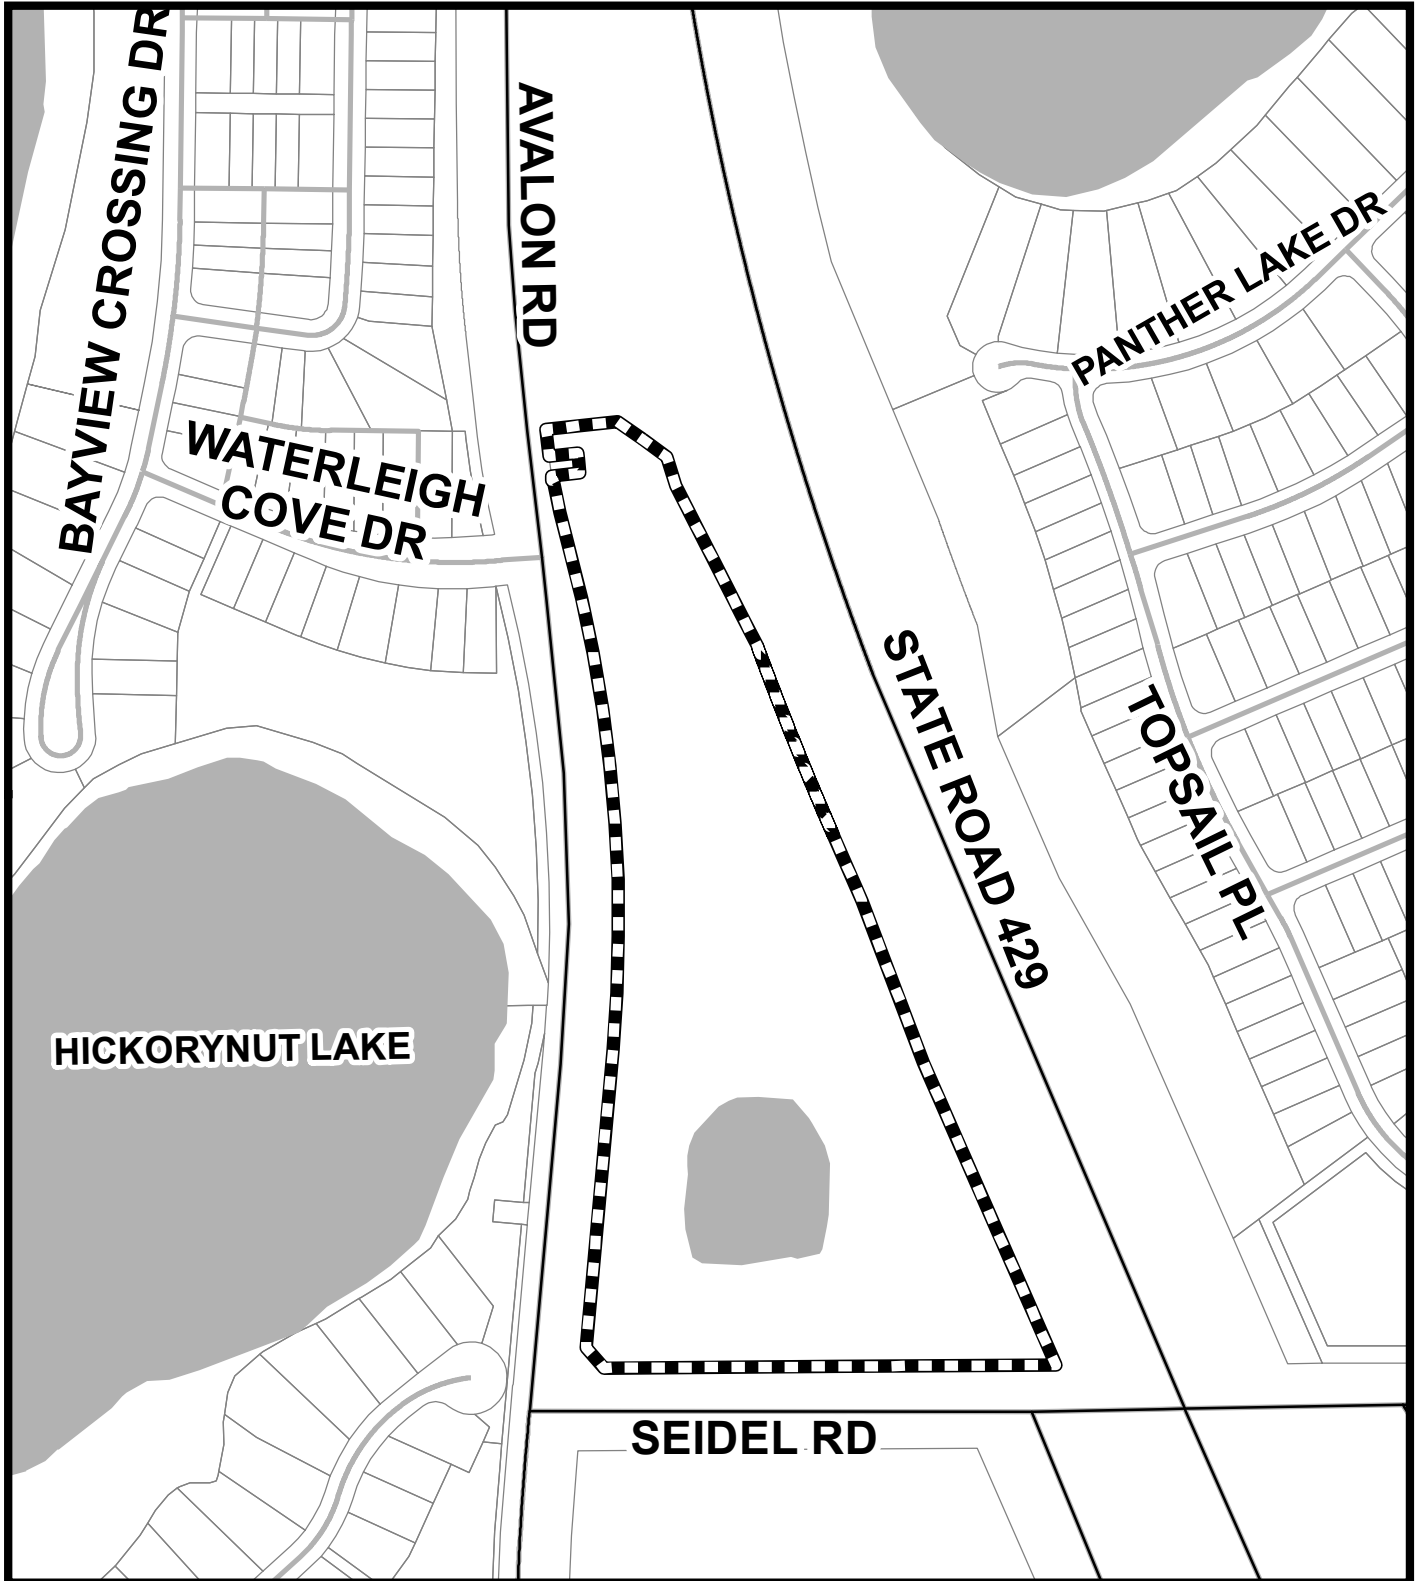 BAYVIEW CROSSING DR
AVALON RD
PANTHER LAKE DR
WATERLEIGH
COVE DR
STATE ROAD 429
TOPSAIL PL
HICKORYNUT LAKE
SEIDEL RD